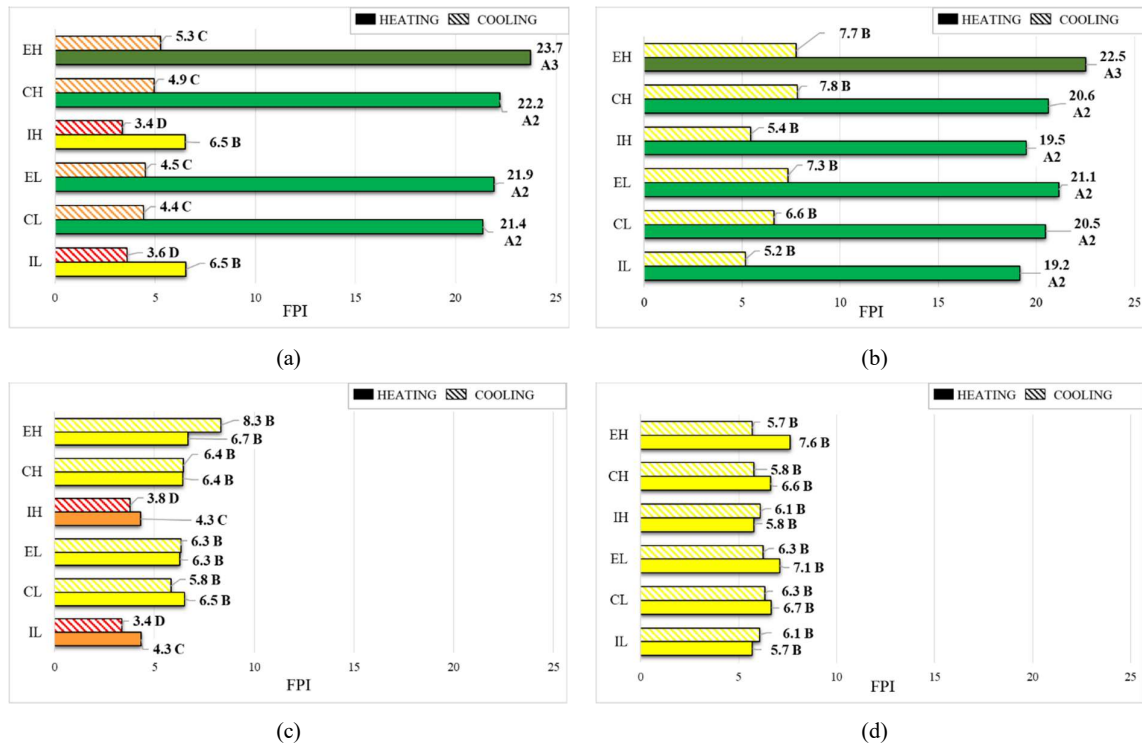 HEATING COOLING
EH
5.3 C
23.7
A3
CH
4.9 C
22.2
A2
IH
3.4 D
6.5 B
EL
4.5 C
21.9
A2
CL
4.4 C
21.4
A2
IL
3.6 D
6.5 B
0 5 10 15 20 25
FPI
(a)
HEATING COOLING
EH
7.7 B
22.5
A3
CH
7.8 B
20.6
A2
IH
5.4 B
19.5
A2
EL
7.3 B
21.1
A2
CL
6.6 B
20.5
A2
IL
5.2 B
19.2
A2
0 5 10 15 20 25
FPI
(b)
HEATING COOLING
EH
8.3 B
6.7 B
CH
6.4 B
6.4 B
IH
3.8 D
4.3 C
EL
6.3 B
6.3 B
CL
5.8 B
6.5 B
IL
3.4 D
4.3 C
0 5 10 15 20 25
FPI
(c)
HEATING COOLING
EH
5.7 B
7.6 B
CH
5.8 B
6.6 B
IH
6.1 B
5.8 B
EL
6.3 B
7.1 B
CL
6.3 B
6.7 B
IL
6.1 B
5.7 B
0 5 10 15 20 25
FPI
(d)